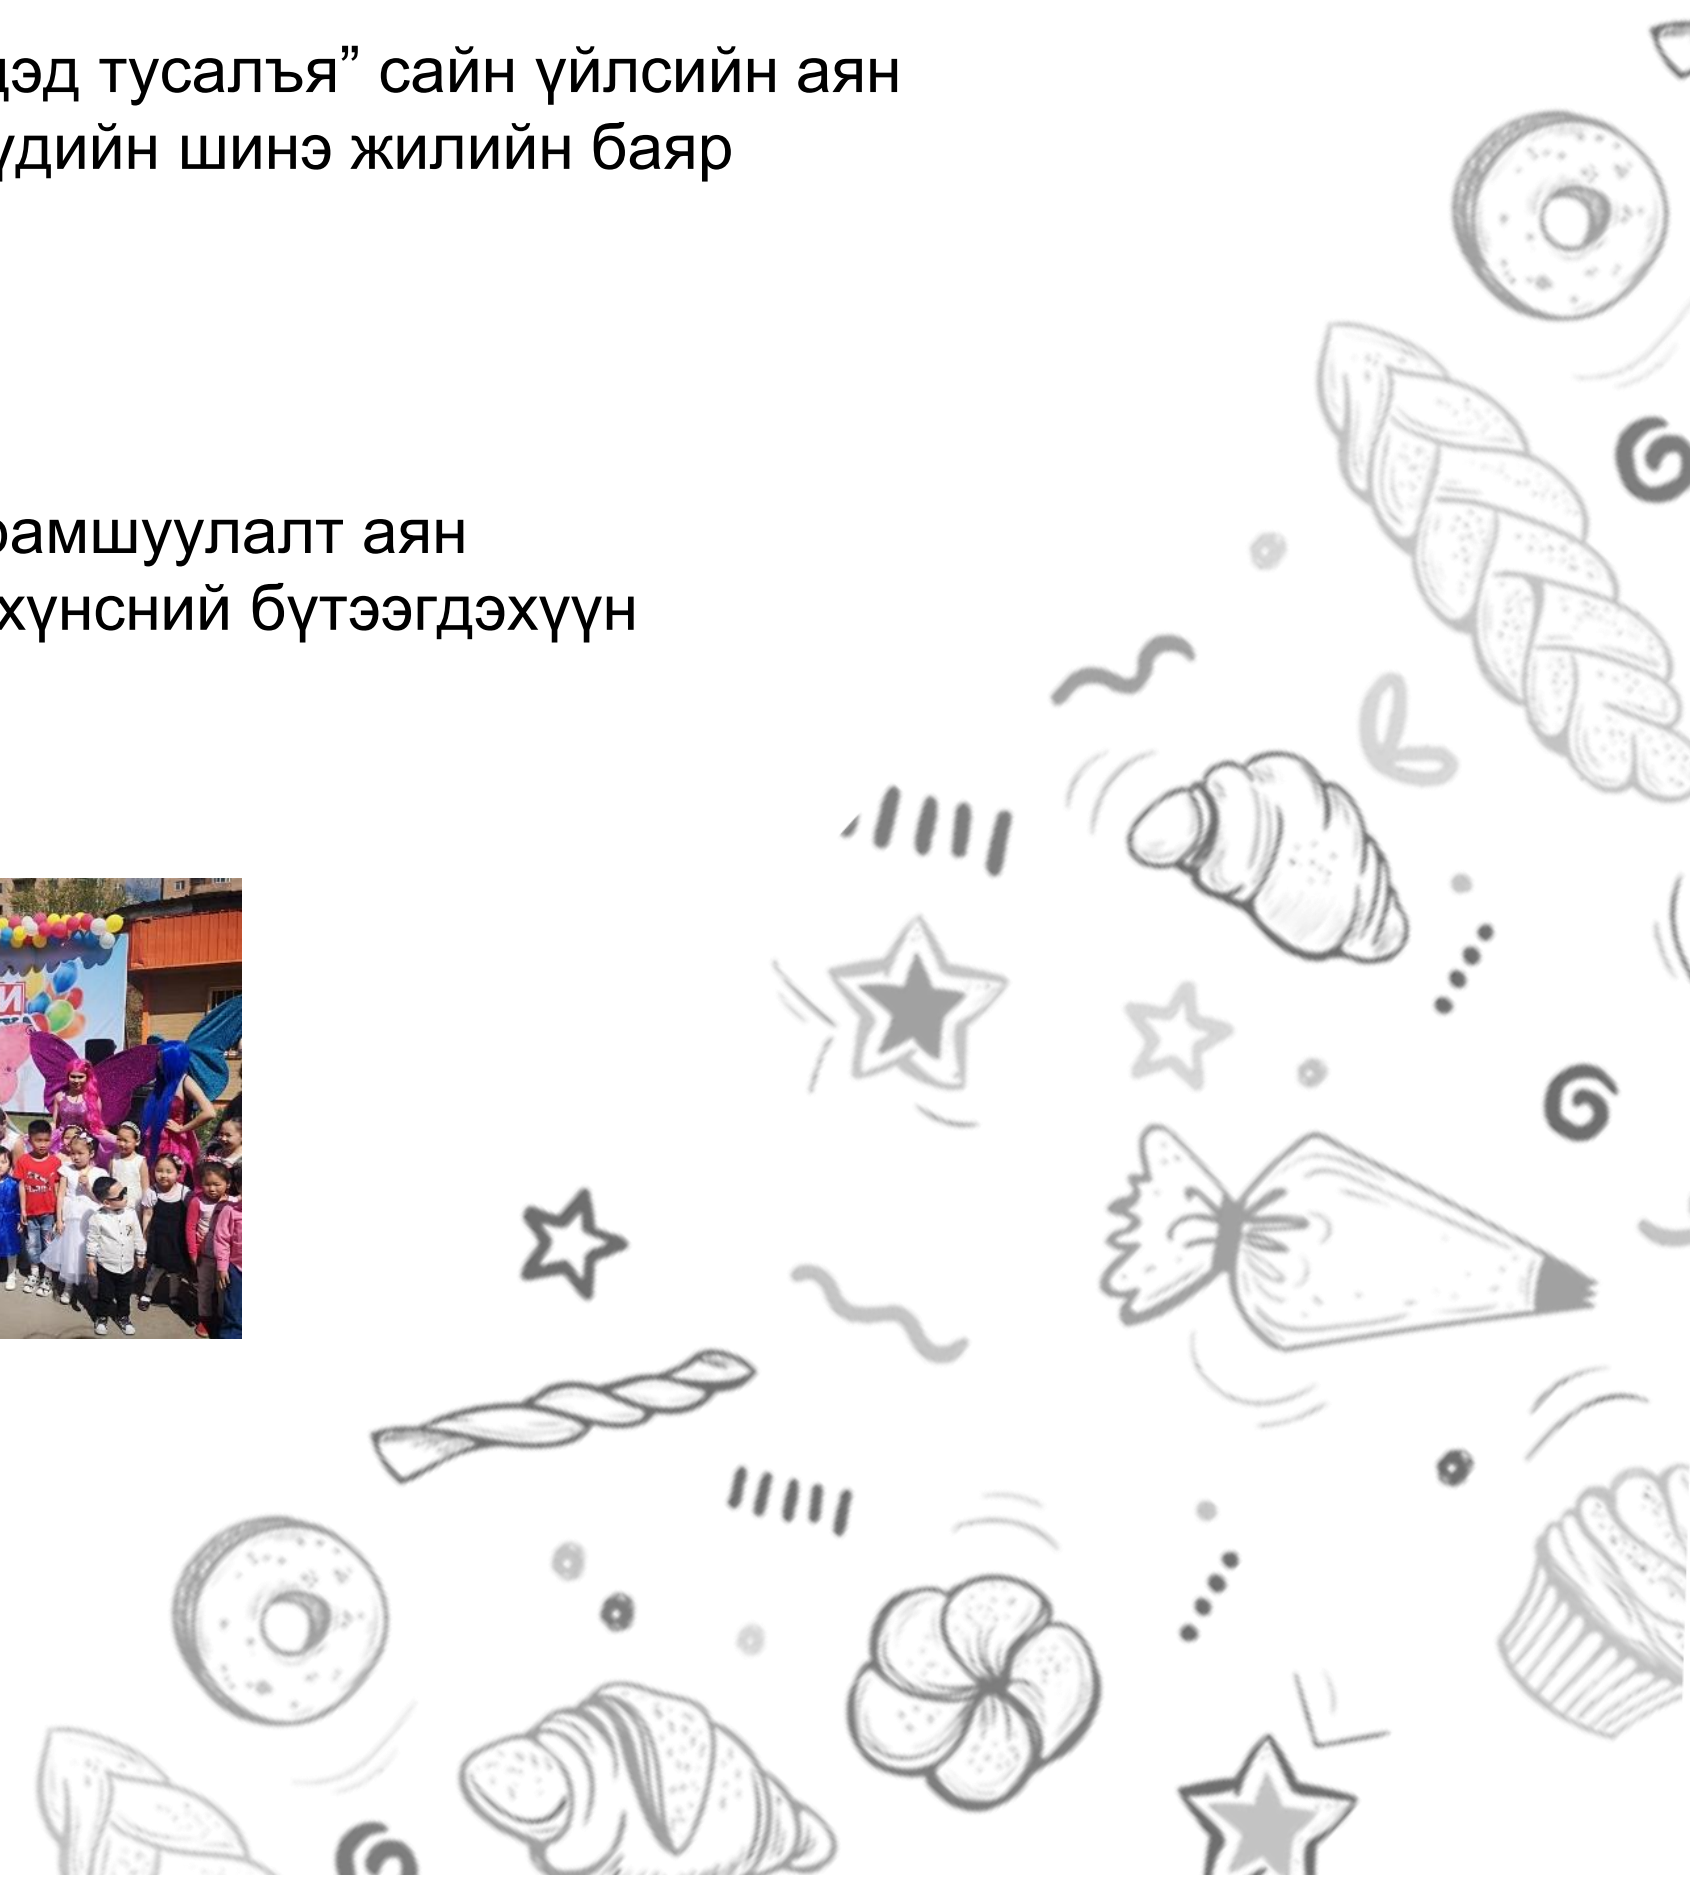 дэд тусалъя” сайн үйлсийн аян
үдийн шинэ жилийн баяр
рамшуулалт аян
хүнсний бүтээгдэхүүн